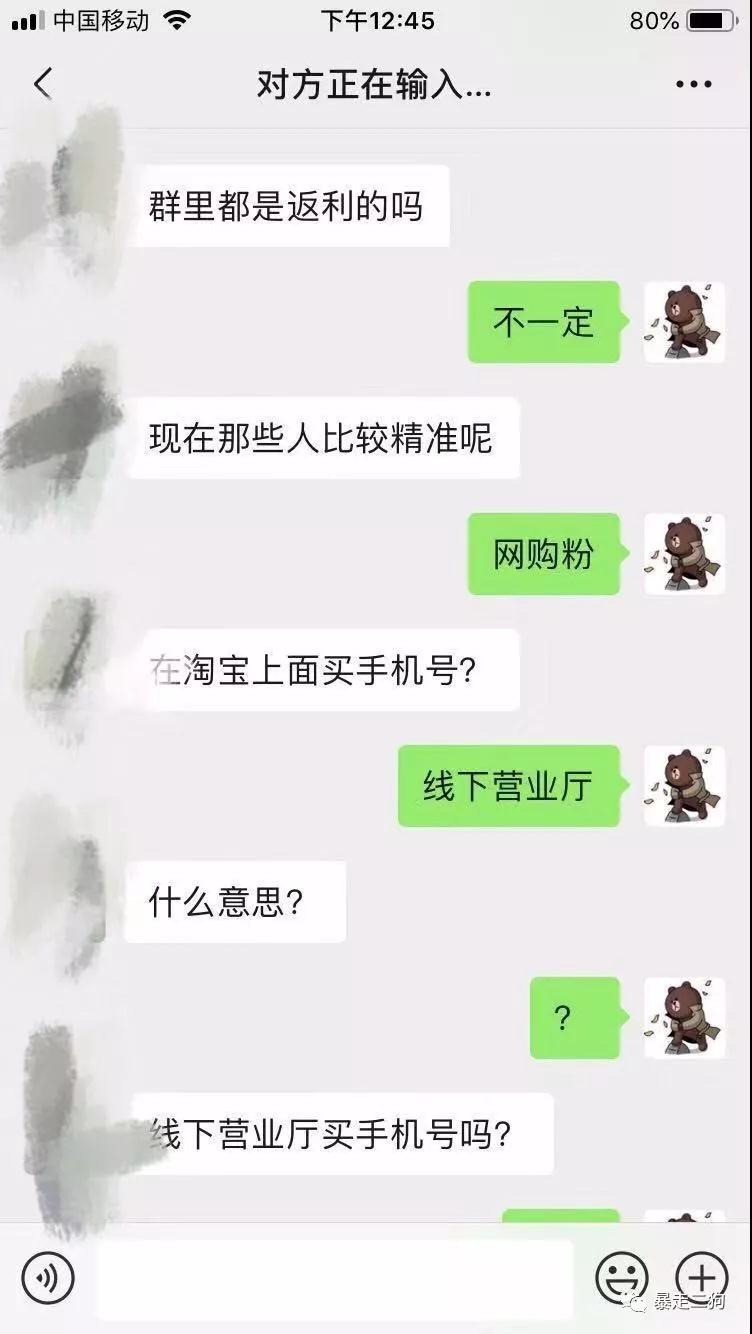 中国移动 下午12:45 80%
对方正在输入...
群里都是返利的吗
不一定
现在那些人比较精准呢
网购粉
在淘宝上面买手机号?
线下营业厅
什么意思?
?
线下营业厅买手机号吗?
暴走二狗